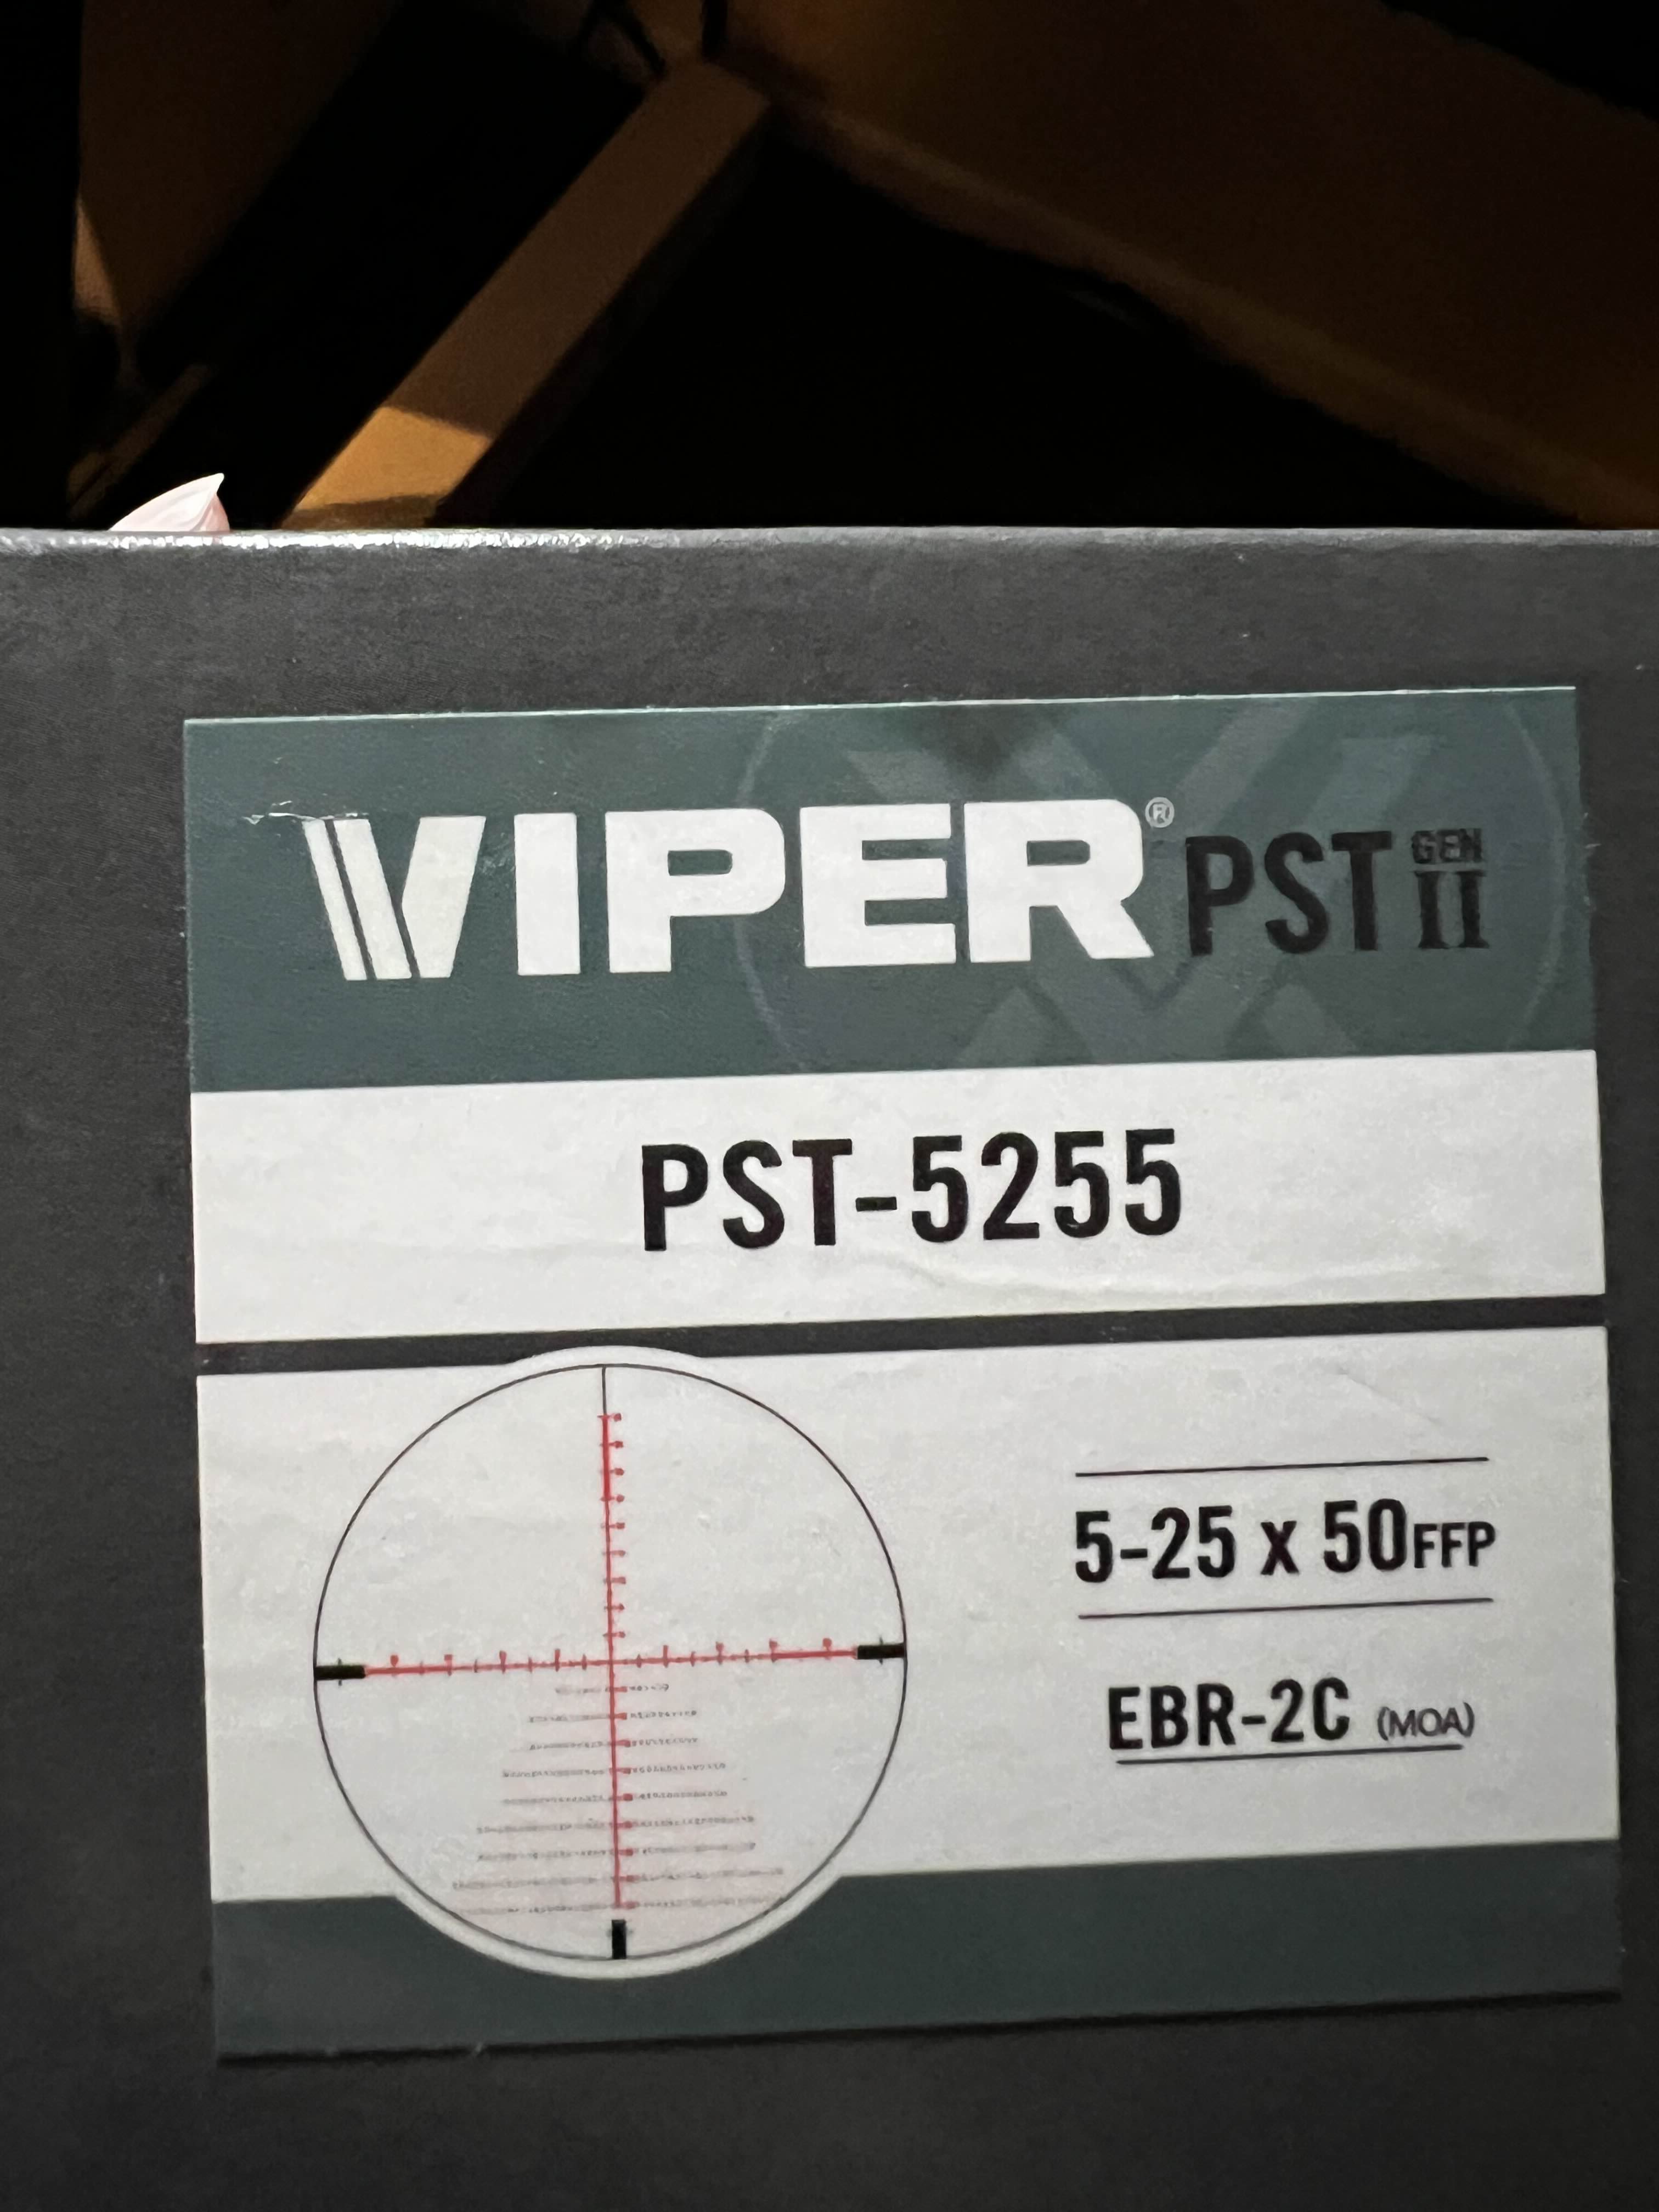 VIPER® PST GEN II
PST-5255
5-25 x 50FFP
EBR-2C (MOA)